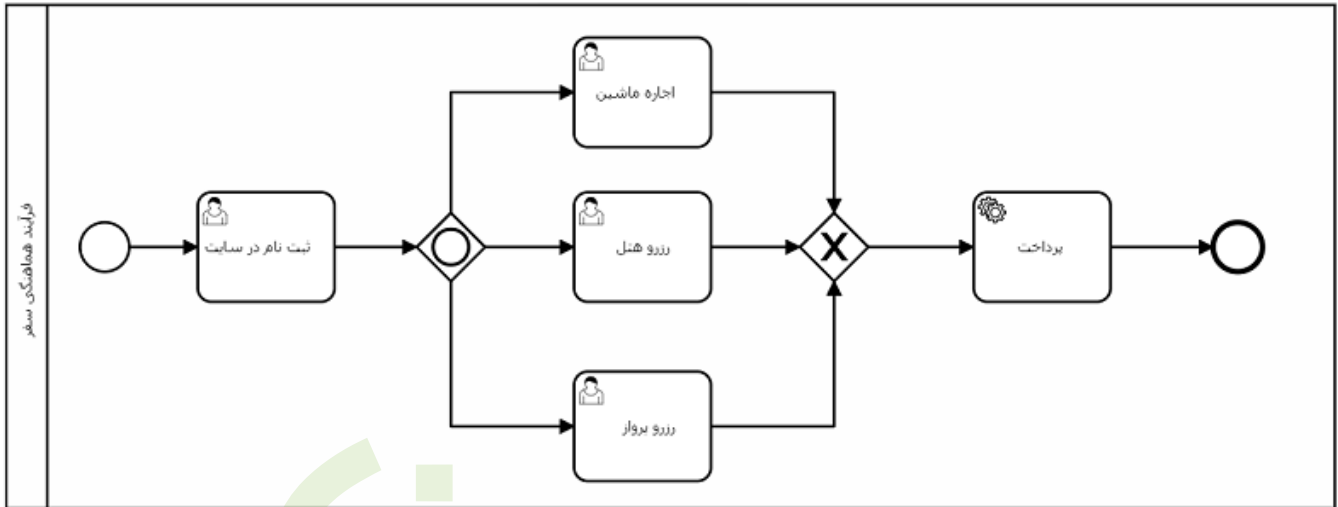 فرآیند هماهنگی سفر
ثبت نام در سایت
اجاره ماشین
رزرو هتل
رزرو پرواز
پرداخت